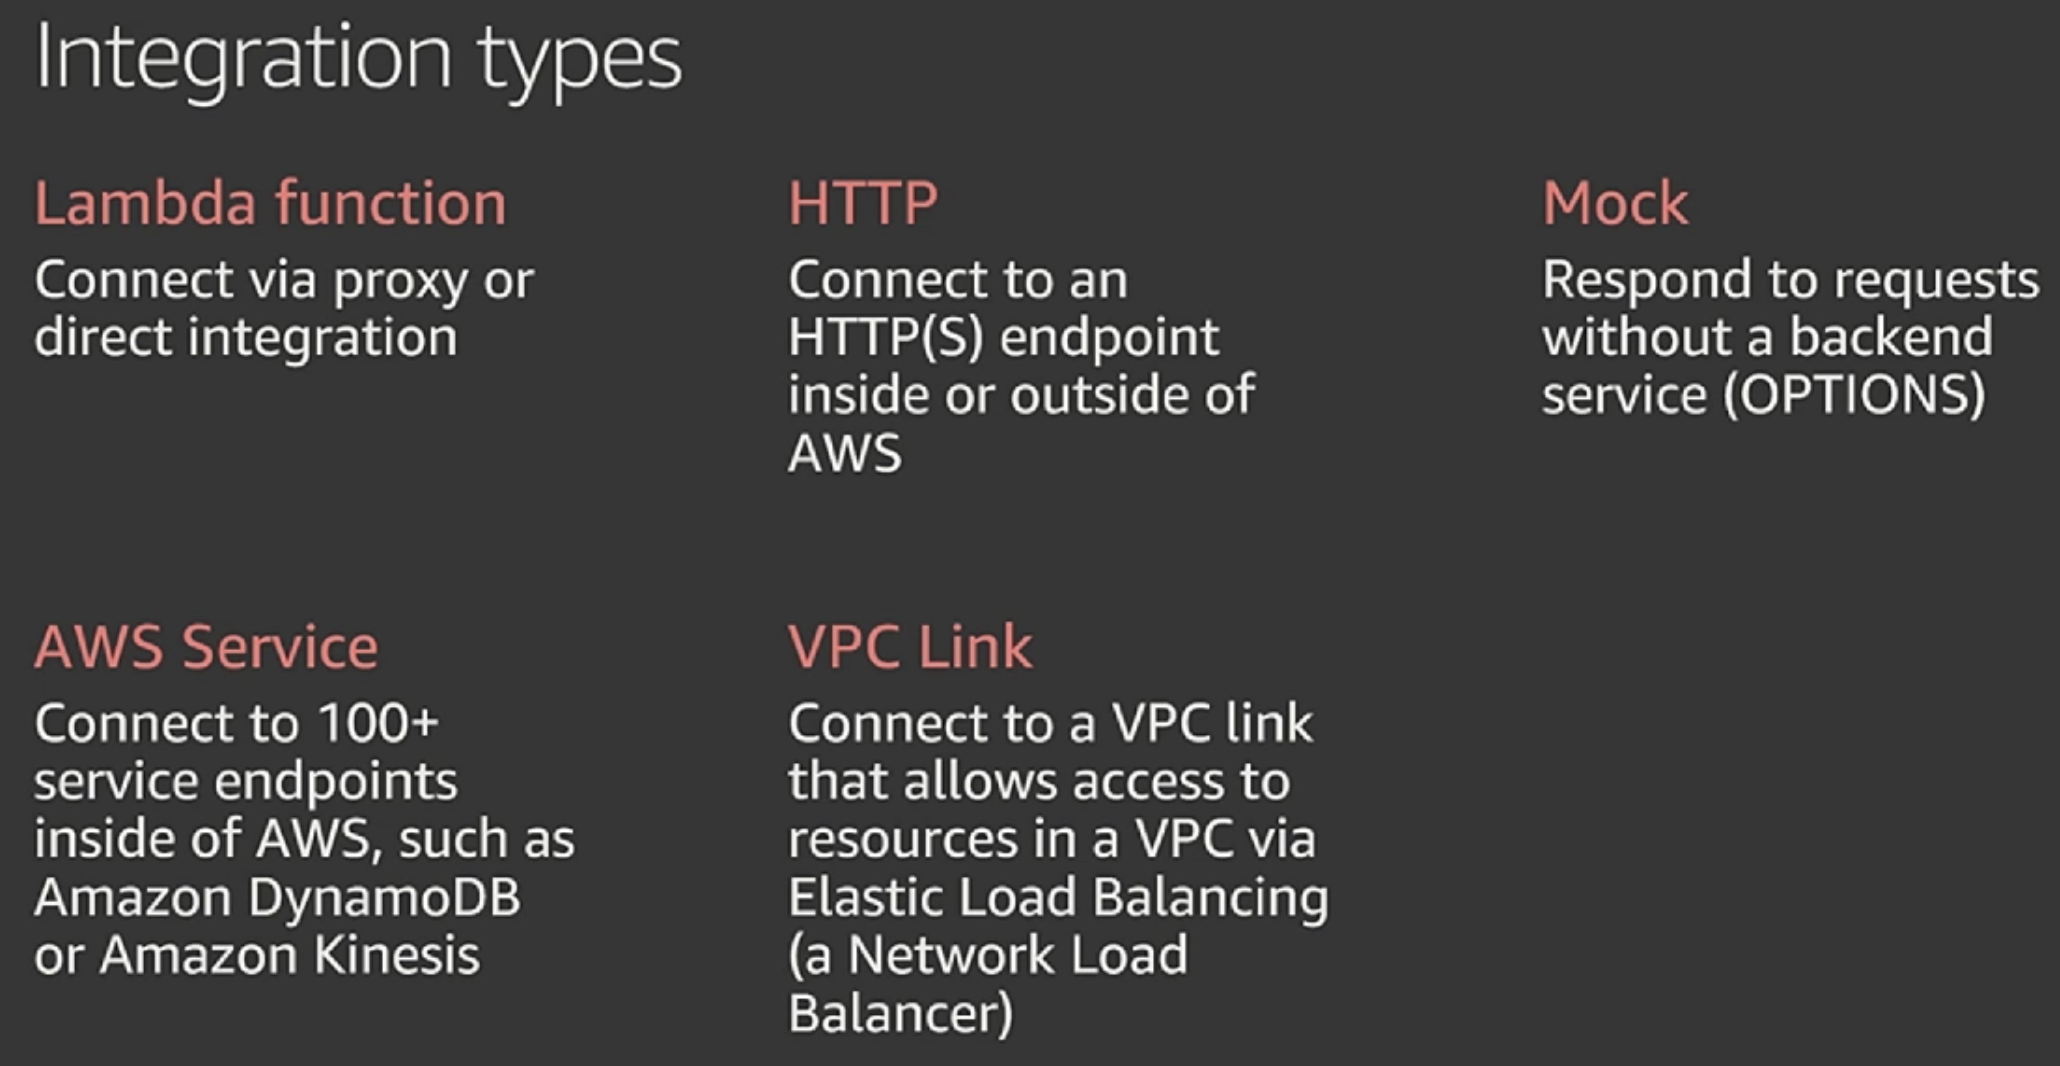 Integration types
Lambda function
Connect via proxy or
direct integration
HTTP
Connect to an
HTTP(S) endpoint
inside or outside of
AWS
Mock
Respond to requests
without a backend
service (OPTIONS)
AWS Service
Connect to 100+
service endpoints
inside of AWS, such as
Amazon DynamoDB
or Amazon Kinesis
VPC Link
Connect to a VPC link
that allows access to
resources in a VPC via
Elastic Load Balancing
(a Network Load
Balancer)